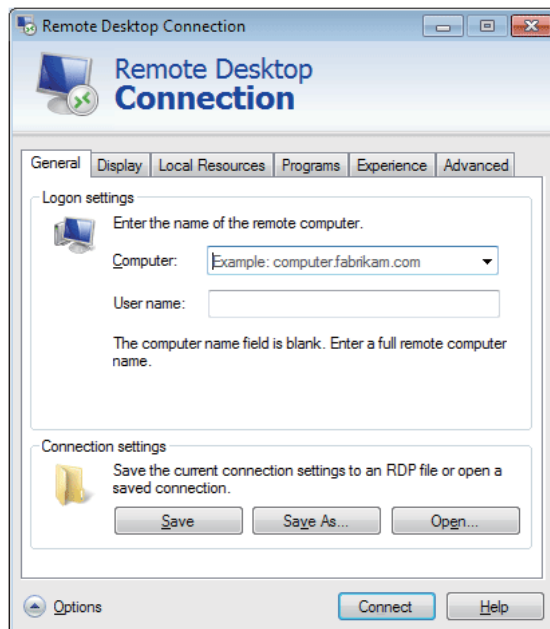 Remote Desktop Connection
Remote Desktop
Connection
General Display Local Resources Programs Experience Advanced
Logon settings
Enter the name of the remote computer.
Computer: Example: computer.fabrikam.com
User name:
The computer name field is blank. Enter a full remote computer
name.
Connection settings
Save the current connection settings to an RDP file or open a
saved connection.
Save Save As... Open...
Options Connect Help